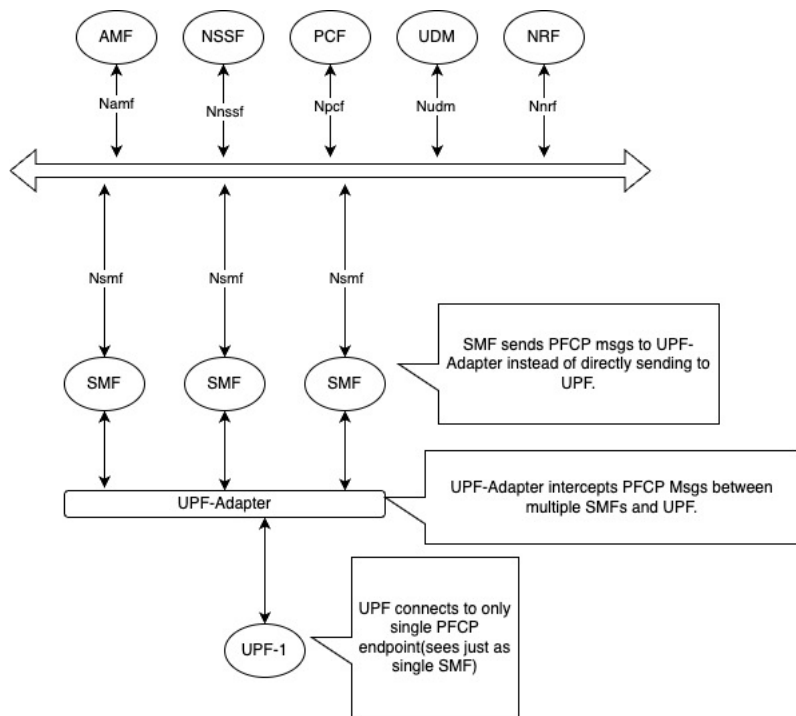 AMF
NSSF
PCF
UDM
NRF
Namf
Nnssf
Npcf
Nudm
Nnrf
Nsmf
Nsmf
Nsmf
SMF sends PFCP msgs to UPF-
Adapter instead of directly sending to
UPF.
SMF
SMF
SMF
UPF-Adapter
UPF-Adapter intercepts PFCP Msgs between
multiple SMFs and UPF.
UPF-1
UPF connects to only
single PFCP
endpoint(sees just as
single SMF)